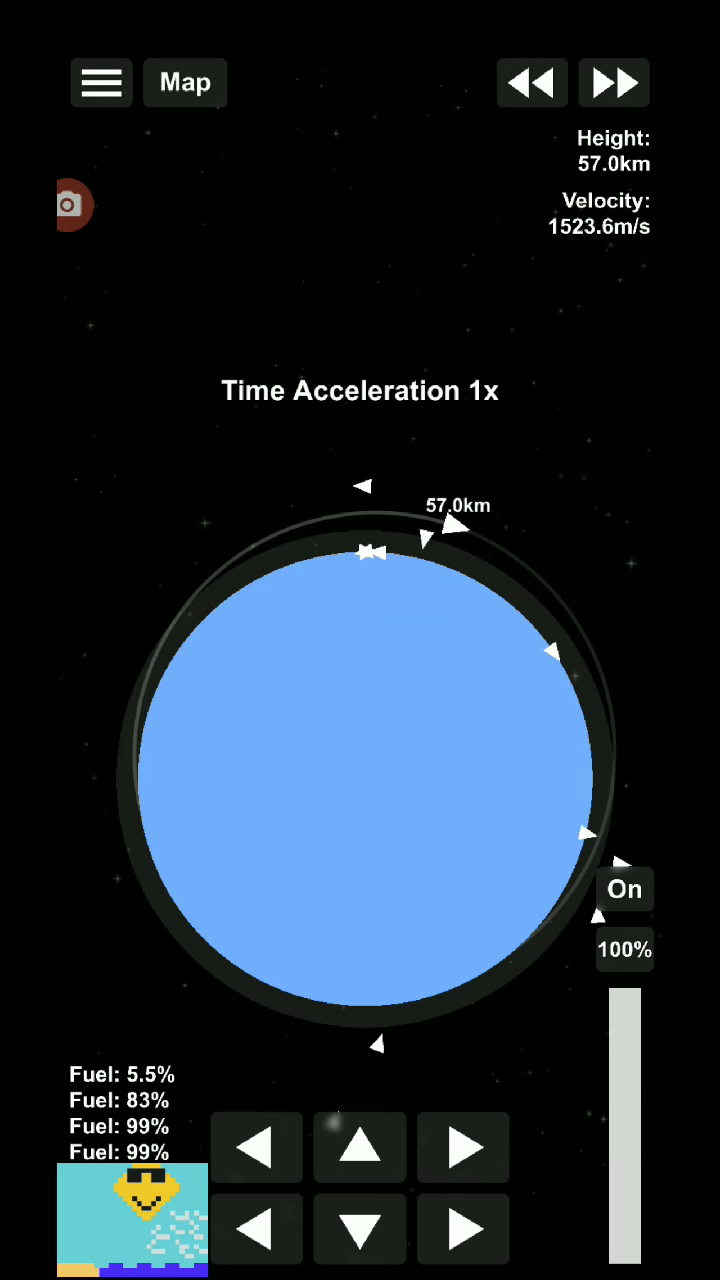 Map
Height:
57.0km
Velocity:
1523.6m/s
Time Acceleration 1x
57.0km
On
100%
Fuel: 5.5%
Fuel: 83%
Fuel: 99%
Fuel: 99%